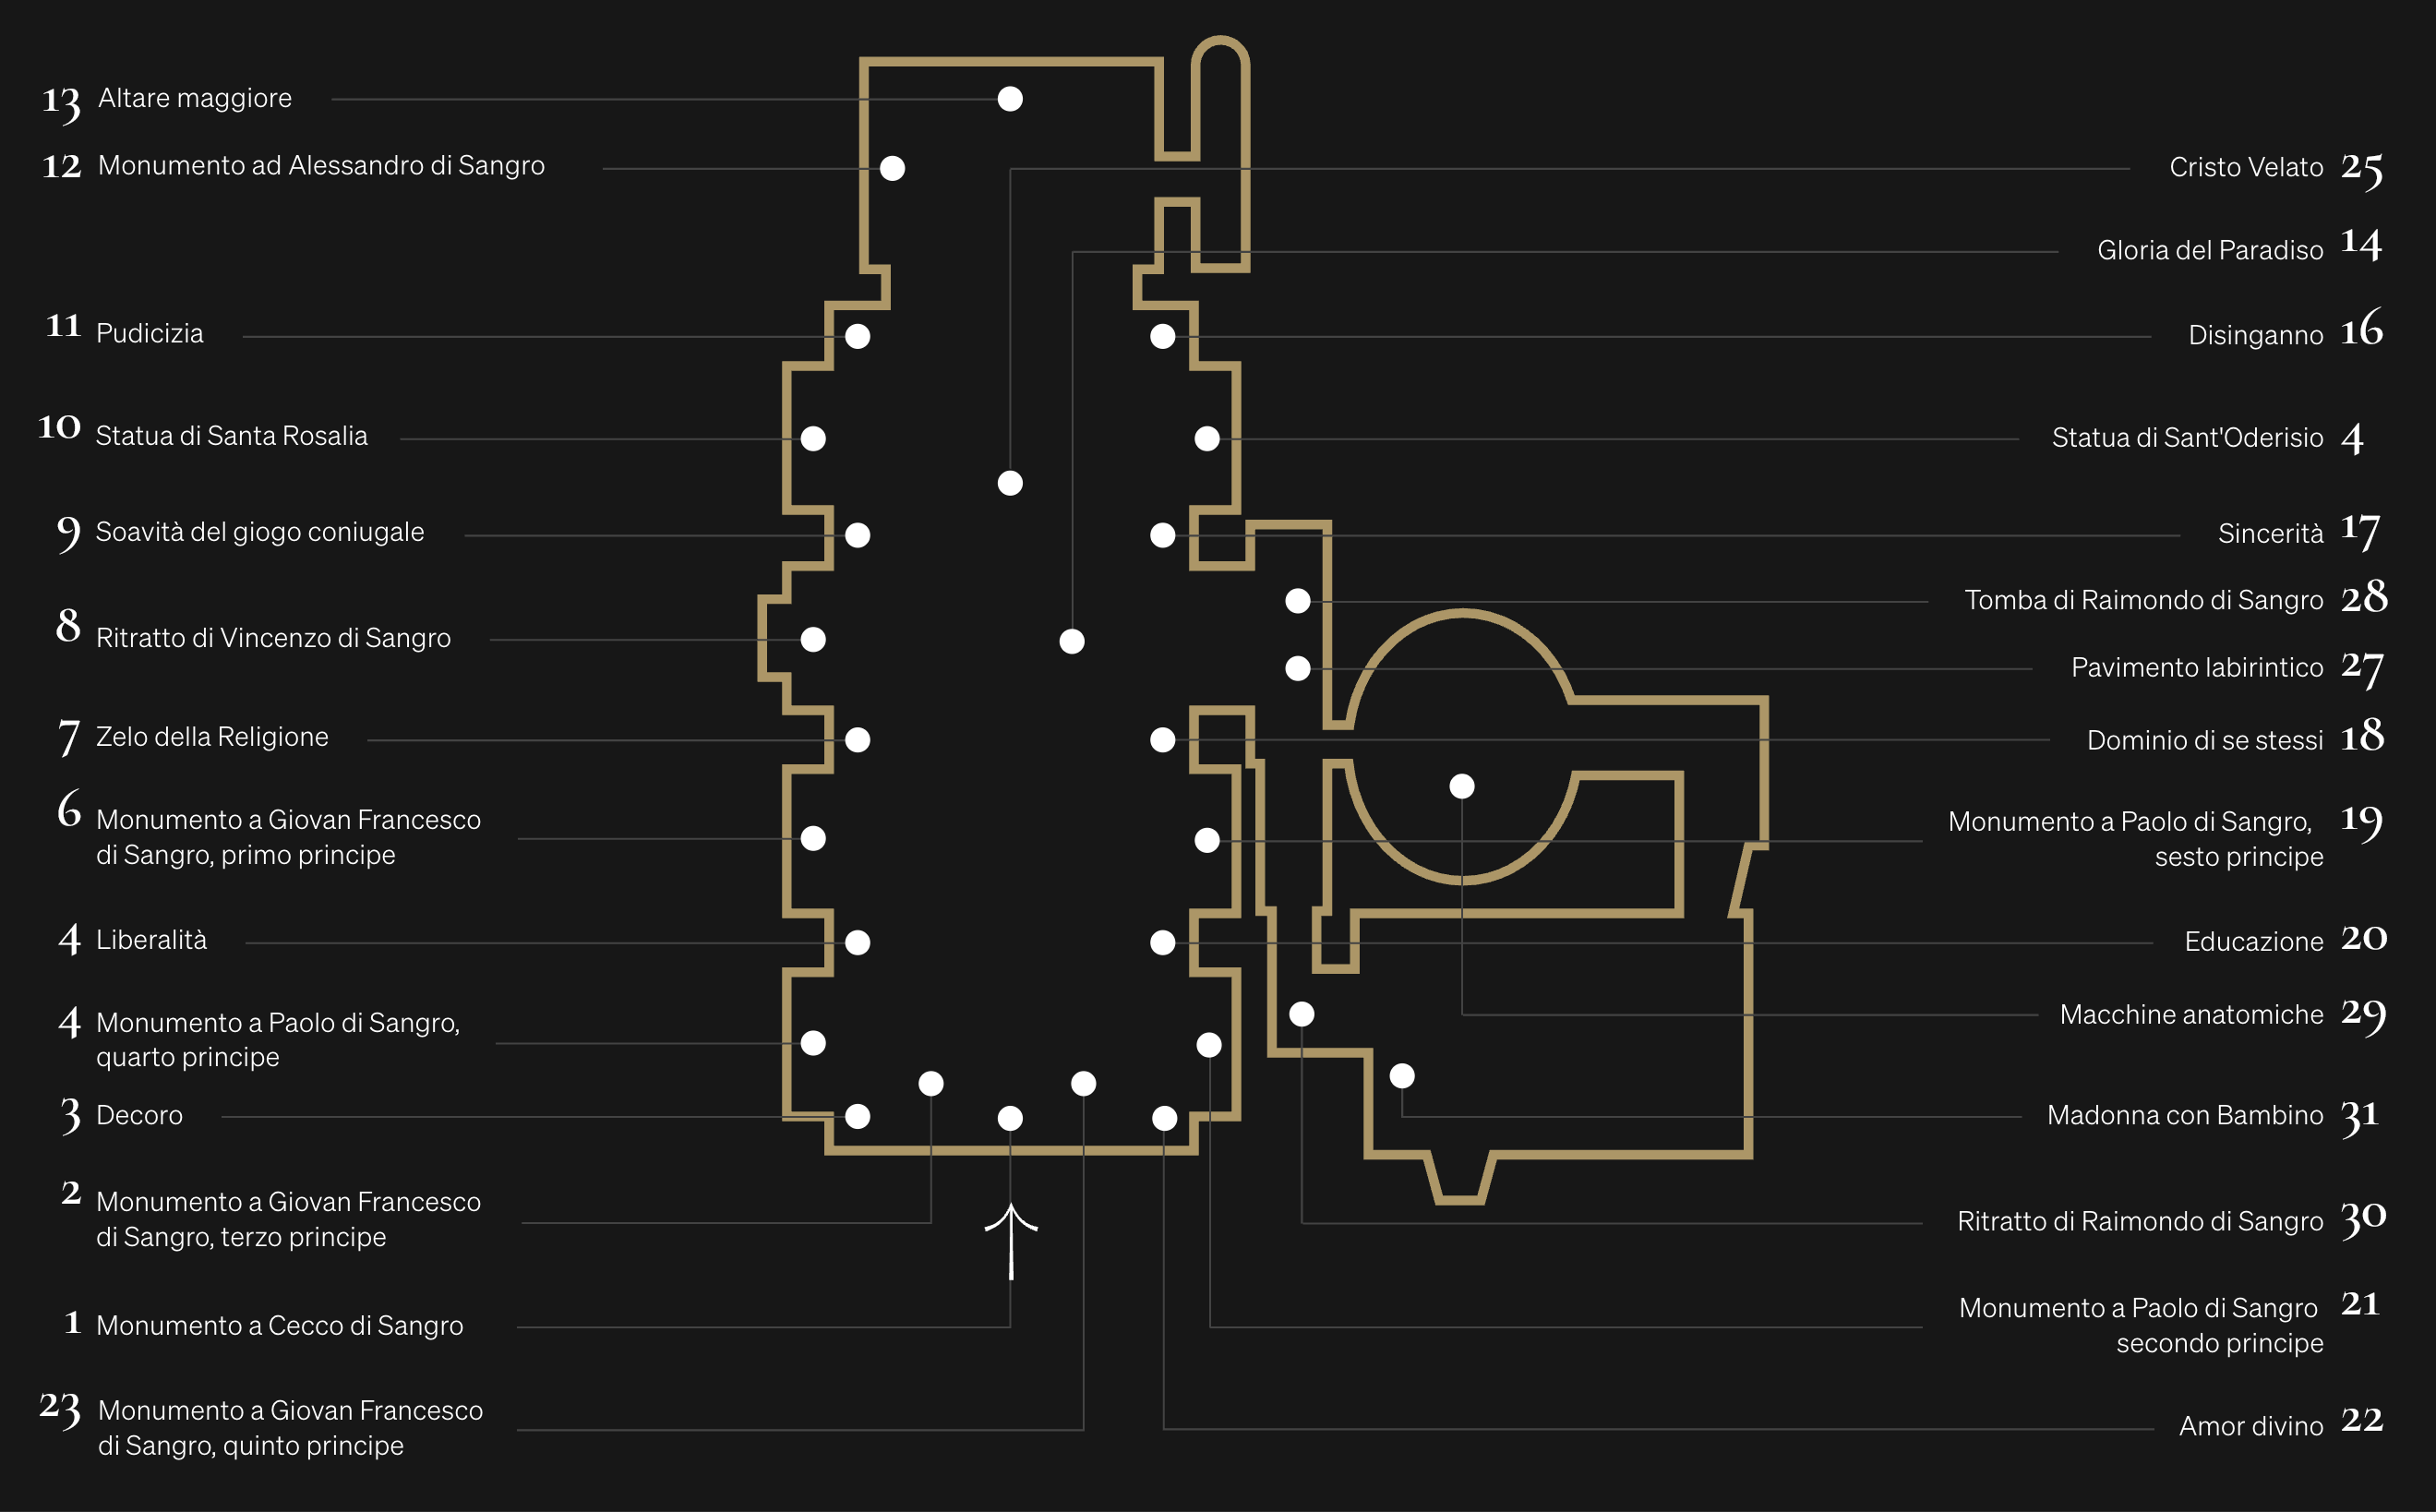 13 Altare maggiore
12 Monumento ad Alessandro di Sangro
11 Pudicizia
10 Statua di Santa Rosalia
9 Soavità del giogo coniugale
8 Ritratto di Vincenzo di Sangro
7 Zelo della Religione
6 Monumento a Giovan Francesco
di Sangro, primo principe
4 Liberalità
4 Monumento a Paolo di Sangro,
quarto principe
3 Decoro
2 Monumento a Giovan Francesco
di Sangro, terzo principe
1 Monumento a Cecco di Sangro
23 Monumento a Giovan Francesco
di Sangro, quinto principe
Cristo Velato 25
Gloria del Paradiso 14
Disinganno 16
Statua di Sant'Oderisio 4
Sincerità 17
Tomba di Raimondo di Sangro 28
Pavimento labirintico 27
Dominio di se stessi 18
Monumento a Paolo di Sangro, 19
sesto principe
Educazione 20
Macchine anatomiche 29
Madonna con Bambino 31
Ritratto di Raimondo di Sangro 30
Monumento a Paolo di Sangro 21
secondo principe
Amor divino 22